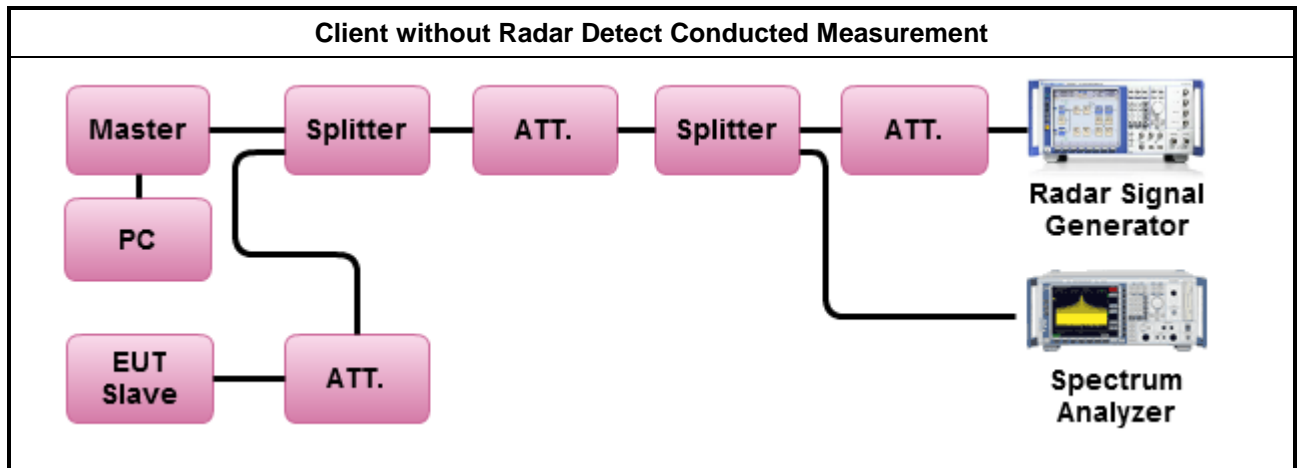 Client without Radar Detect Conducted Measurement
Master
Splitter
ATT.
Splitter
ATT.
Radar Signal
Generator
PC
EUT
Slave
ATT.
Spectrum
Analyzer